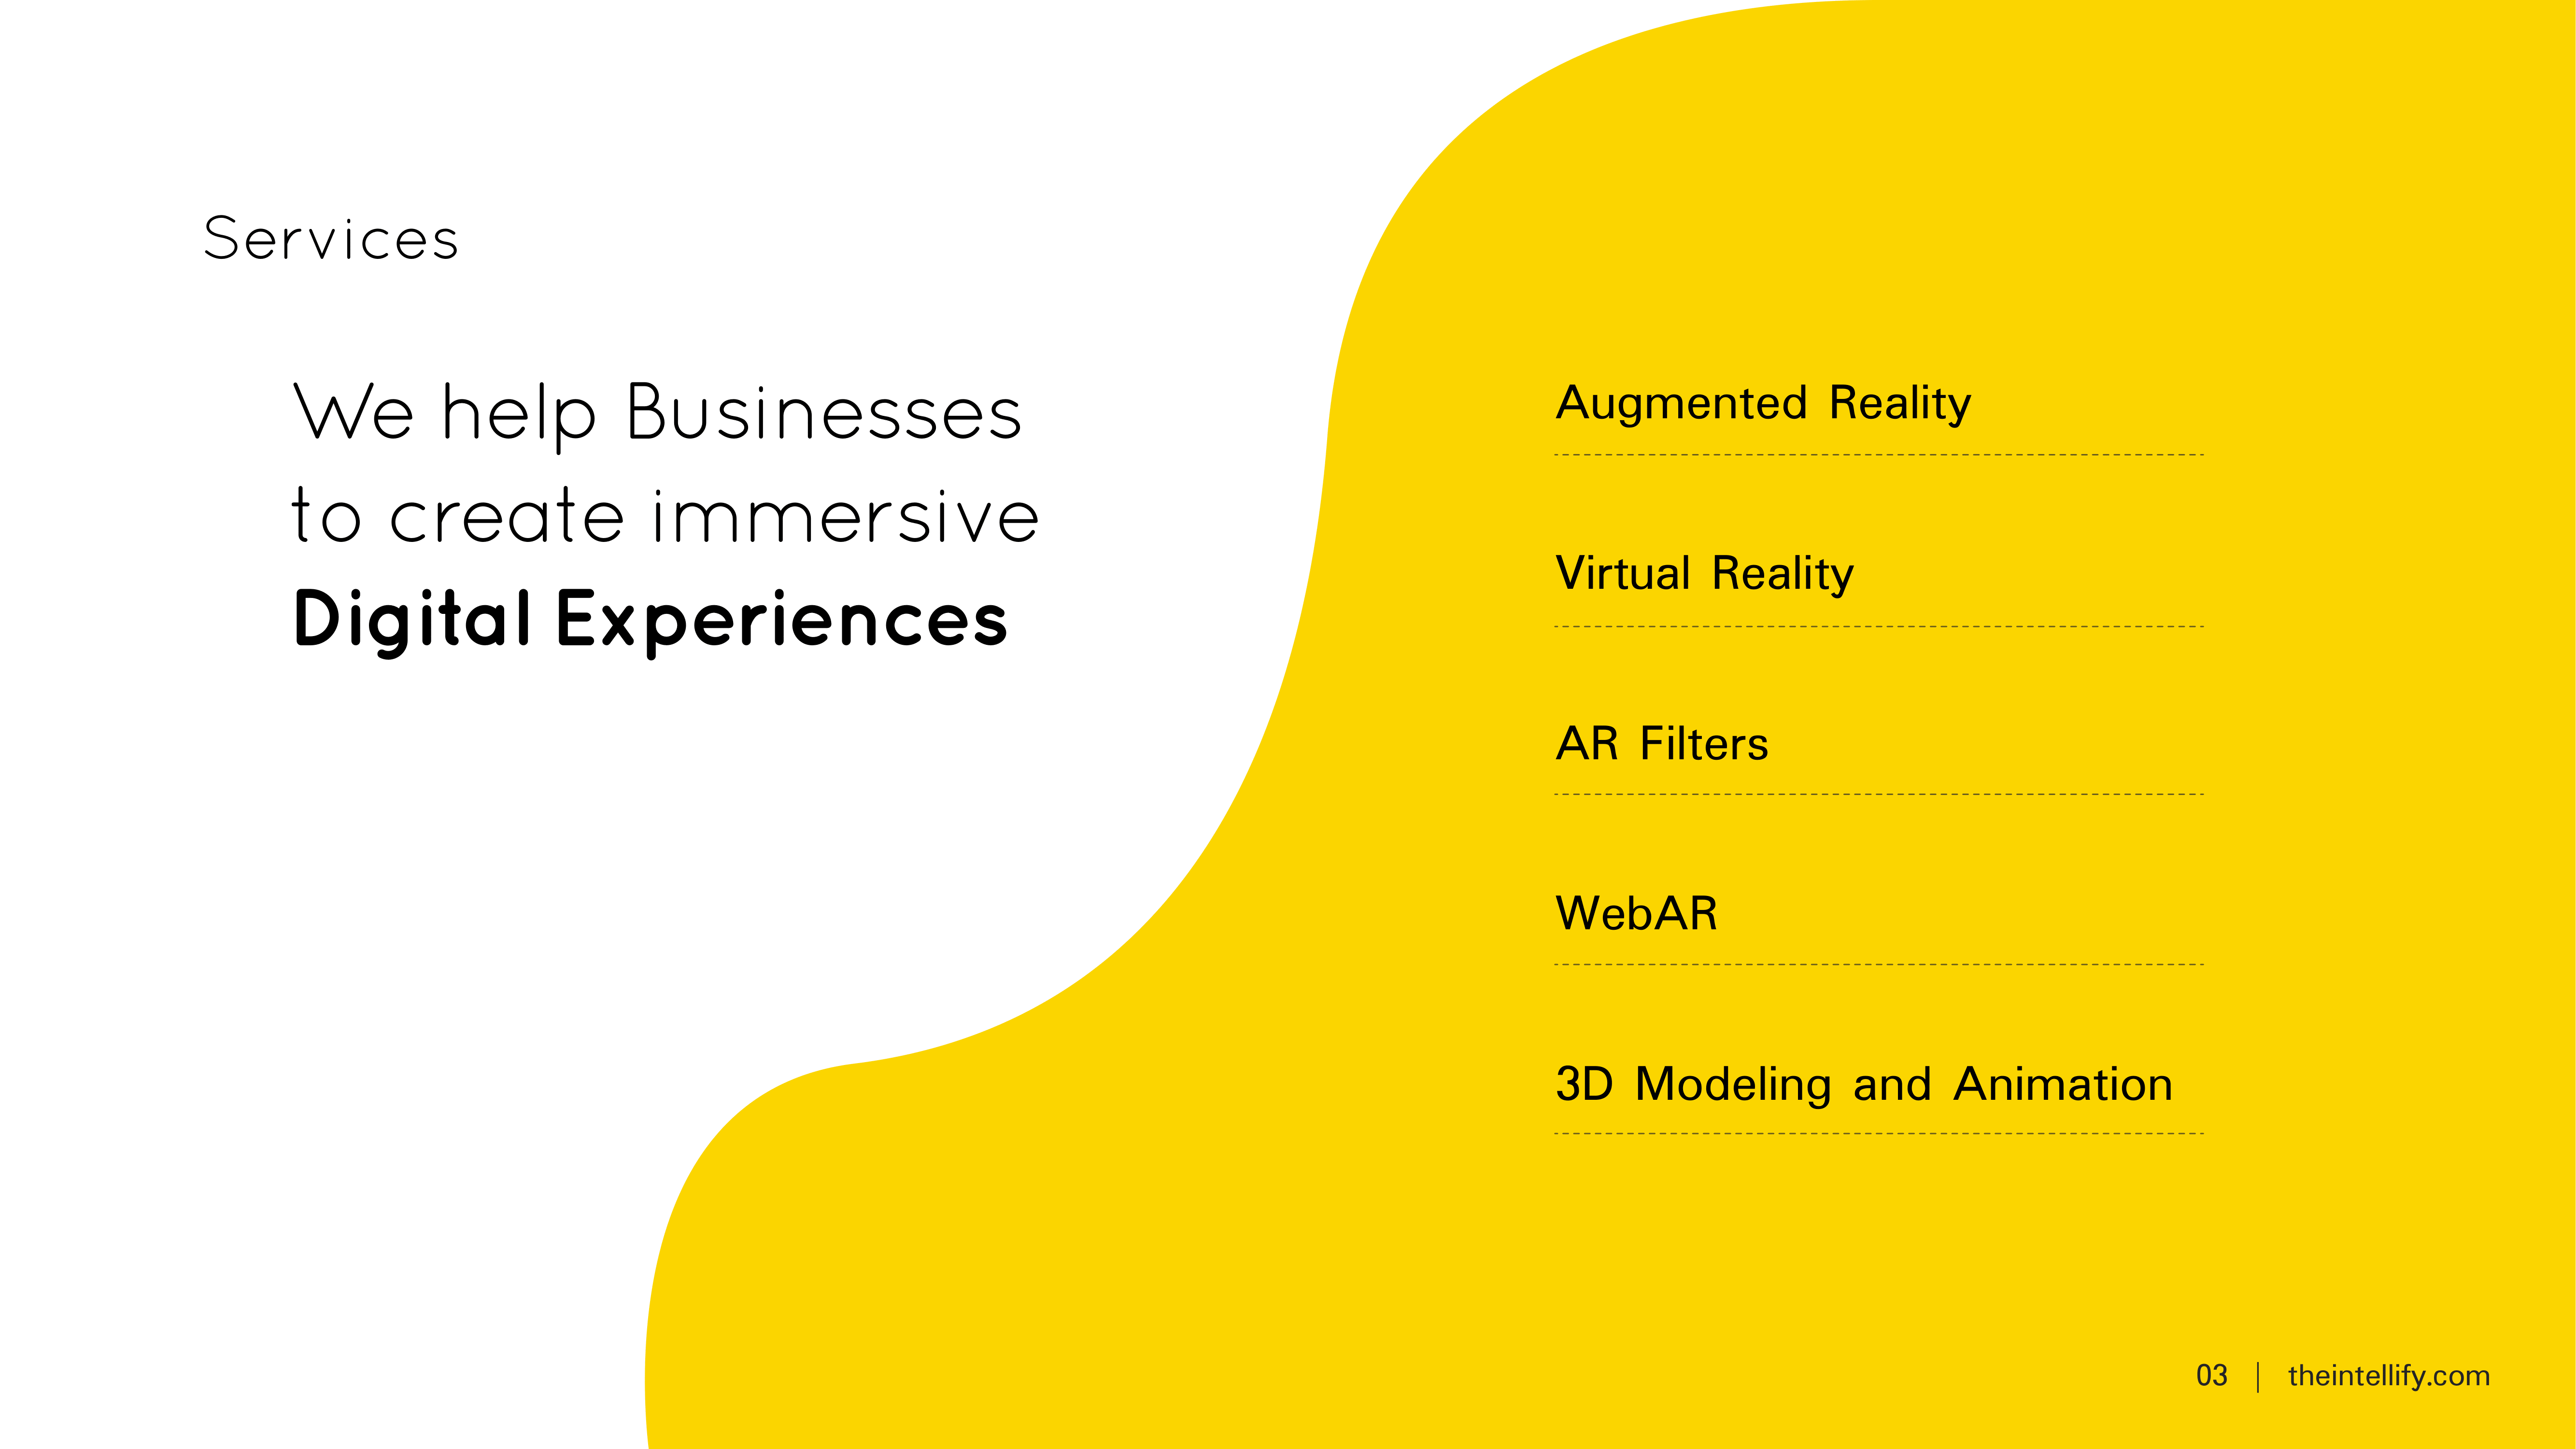 Services
We help Businesses
to create immersive
Digital Experiences
Augmented Reality
Virtual Reality
AR Filters
WebAR
3D Modeling and Animation
03 | theintellify.com